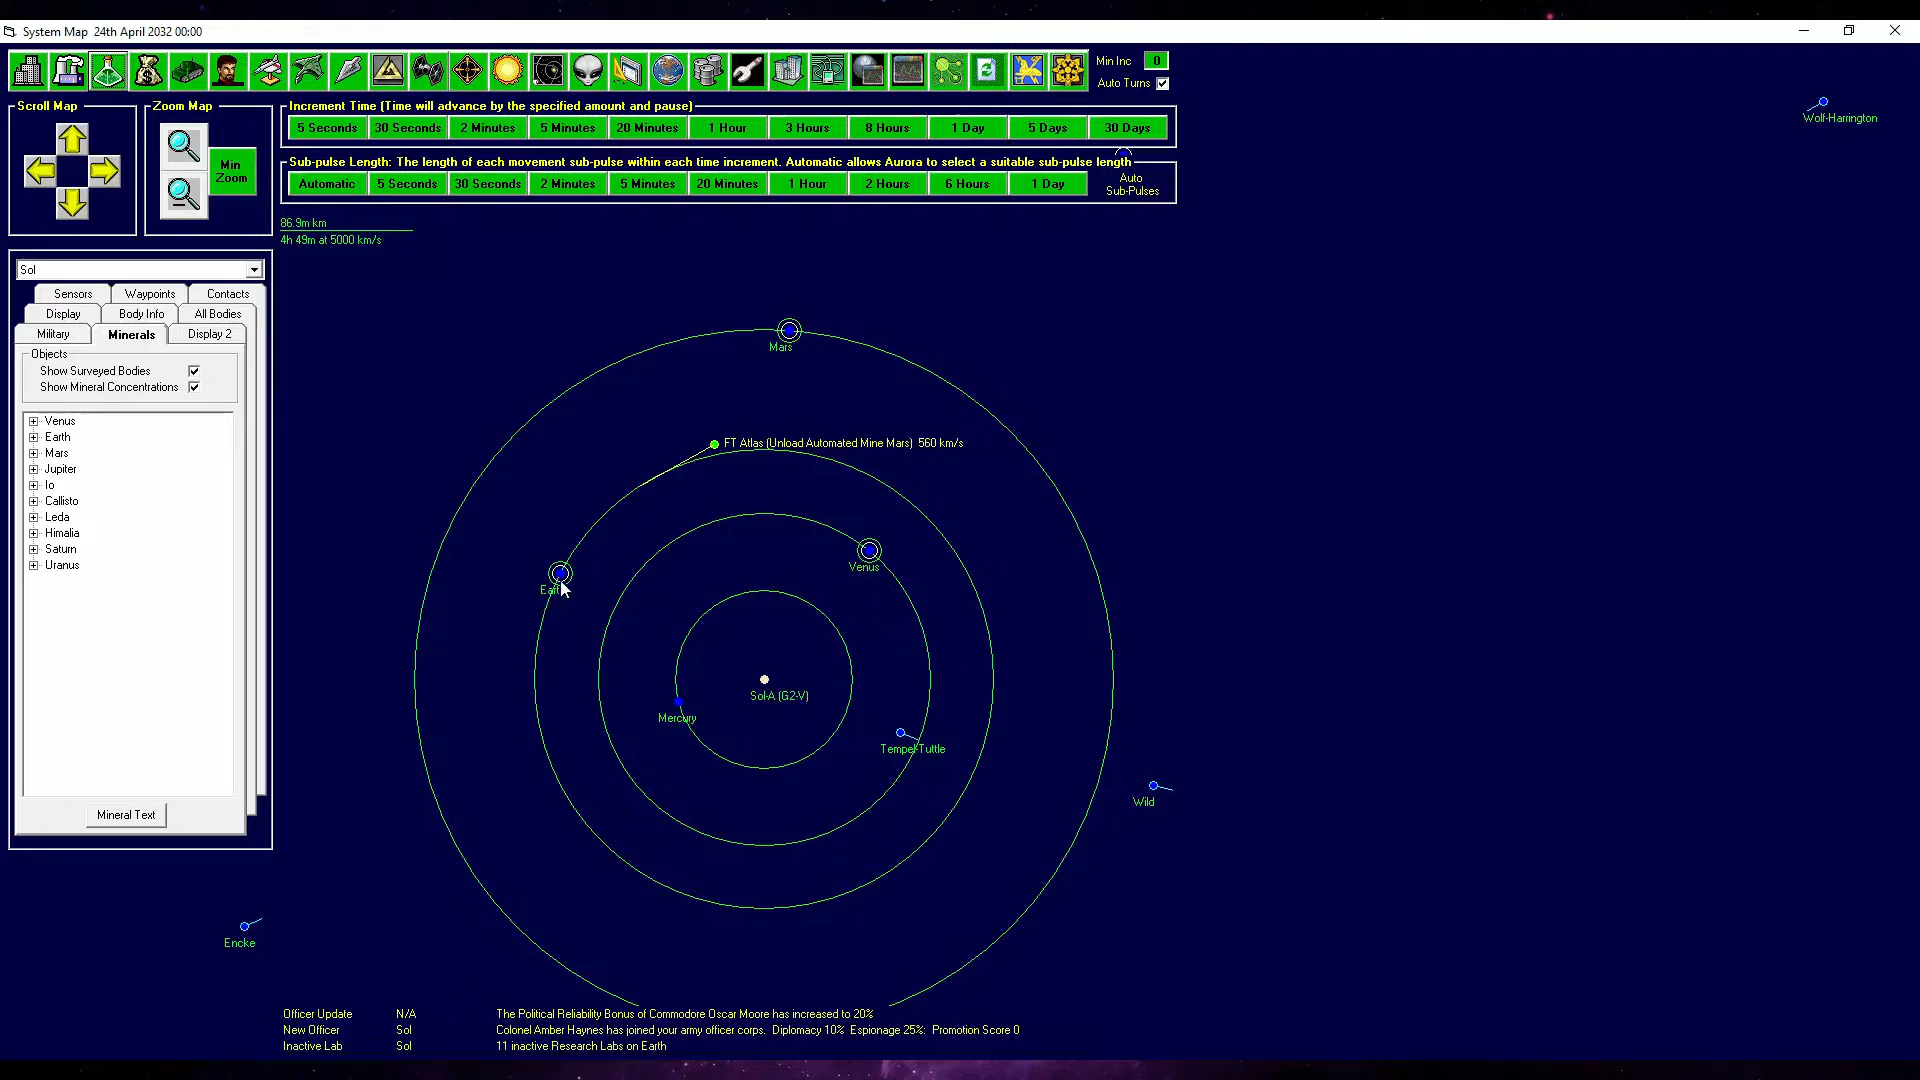 System Map 24th April 2032 00:00
Min Inc 0
Auto Turns
Scroll Map
Zoom Map
Min Zoom
Increment Time (Time will advance by the specified amount and pause)
5 Seconds 30 Seconds 2 Minutes 5 Minutes 20 Minutes 1 Hour 3 Hours 8 Hours 1 Day 5 Days 30 Days
Sub-pulse Length: The length of each movement sub-pulse within each time increment. Automatic allows Aurora to select a suitable sub-pulse length
Automatic 5 Seconds 30 Seconds 2 Minutes 5 Minutes 20 Minutes 1 Hour 2 Hours 6 Hours 1 Day
Auto
Sub-Pulses
Wolf-Harrington
86.9m km
4h 49m at 5000 km/s
Sol
Sensors Waypoints Contacts
Display Body Info All Bodies
Military Minerals Display 2
Objects
Show Surveyed Bodies
Show Mineral Concentrations
Venus
Earth
Mars
Jupiter
Io
Callisto
Leda
Himalia
Saturn
Uranus
Mineral Text
Mars
FT Atlas (Unload Automated Mine Mars) 560 km/s
Venus
Sol-A (G2-V)
Mercury
Tempel-Tuttle
Wild
Encke
Officer Update N/A The Political Reliability Bonus of Commodore Oscar Moore has increased to 20%
New Officer Sol Colonel Amber Haynes has joined your army officer corps. Diplomacy 10% Espionage 25%: Promotion Score 0
Inactive Lab Sol 11 inactive Research Labs on Earth